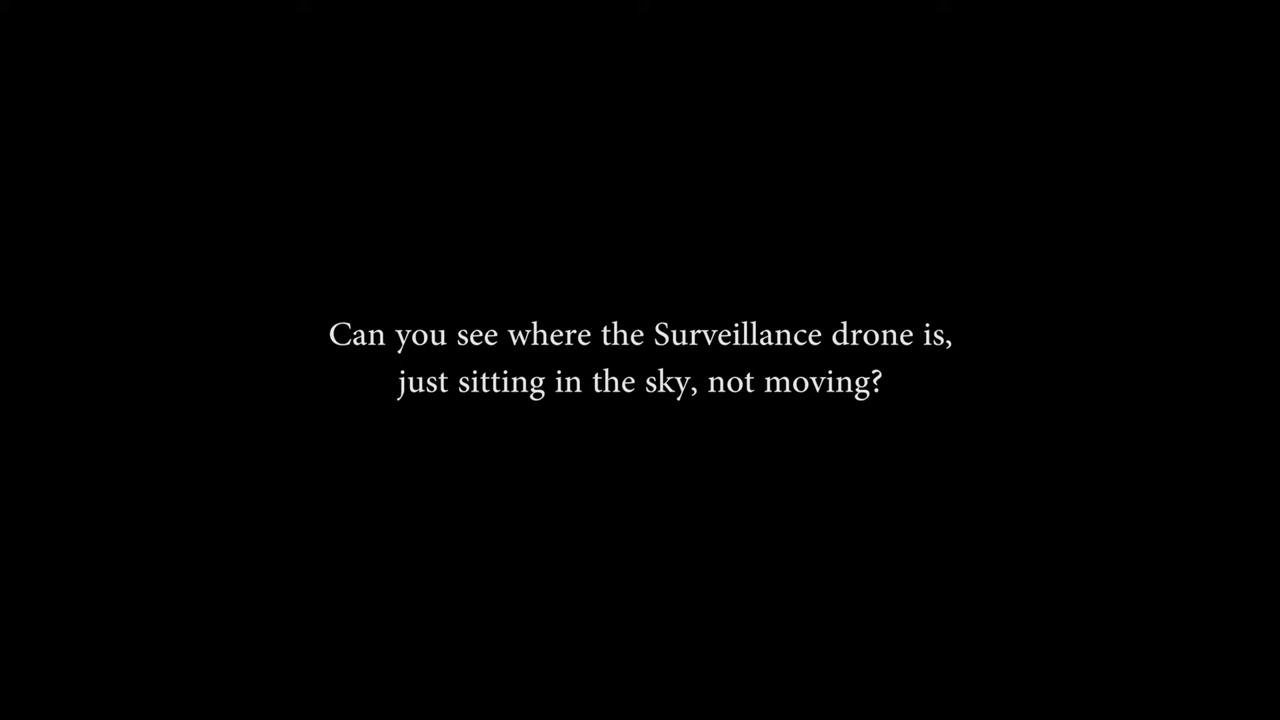 Can you see where the Surveillance drone is,
just sitting in the sky, not moving?